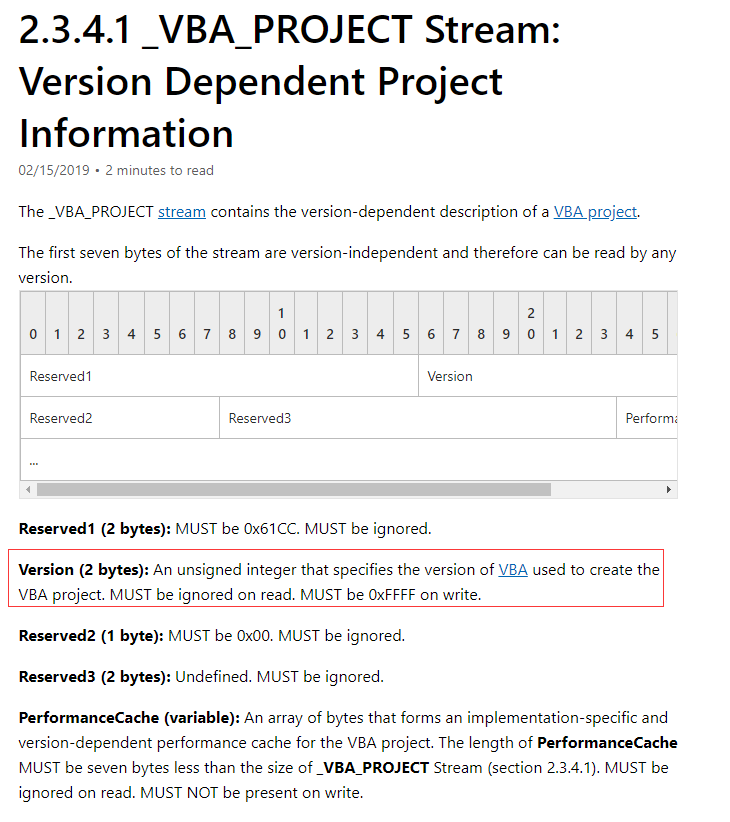 2.3.4.1 _VBA_PROJECT Stream:
Version Dependent Project
Information
02/15/2019 • 2 minutes to read
The _VBA_PROJECT stream contains the version-dependent description of a VBA project.
The first seven bytes of the stream are version-independent and therefore can be read by any
version.
0 1 2 3 4 5 6 7 8 9 10 1 2 3 4 5 6 7 8 9 20 1 2 3 4 5
Reserved1 Version
Reserved2 Reserved3 Performa
...
Reserved1 (2 bytes): MUST be 0x61CC. MUST be ignored.
Version (2 bytes): An unsigned integer that specifies the version of VBA used to create the
VBA project. MUST be ignored on read. MUST be 0xFFFF on write.
Reserved2 (1 byte): MUST be 0x00. MUST be ignored.
Reserved3 (2 bytes): Undefined. MUST be ignored.
PerformanceCache (variable): An array of bytes that forms an implementation-specific and
version-dependent performance cache for the VBA project. The length of PerformanceCache
MUST be seven bytes less than the size of _VBA_PROJECT Stream (section 2.3.4.1). MUST be
ignored on read. MUST NOT be present on write.